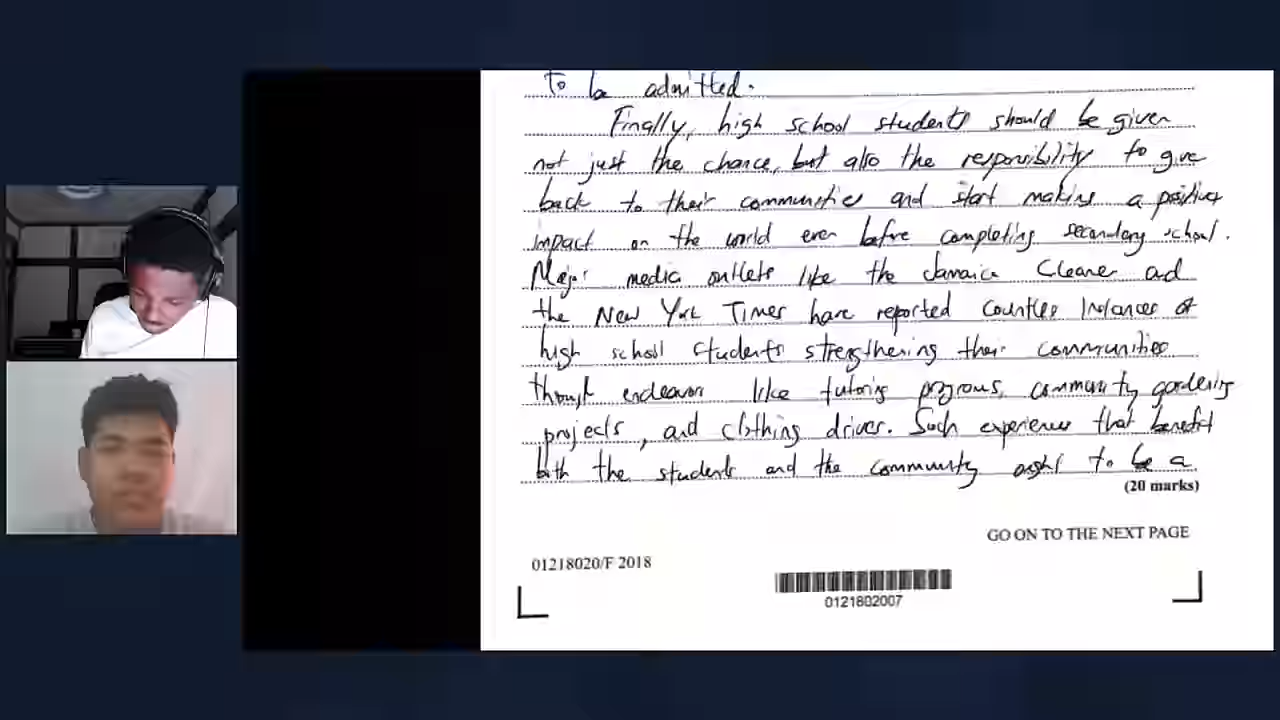 to be admitted.
Finally, high school students should be given
not just the chance, but also the responsibility to give
back to their communities and start making a positive
impact on the world even before completing secondary school.
Major media outlets like the Jamaica Gleaner and
the New York Times have reported countless instances of
high school students strengthening their communities
through endeavors like tutoring programs, community gardening
projects, and clothing drives. Such experiences that benefit
both the students and the community ought to be a
(20 marks)
GO ON TO THE NEXT PAGE
01218020/F 2018
0121802007